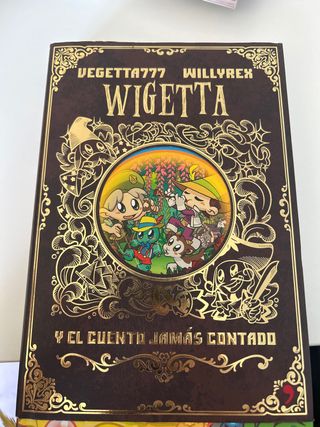 VEGETTA777 WILLYREX
WIGETTA
Y EL CUENTO JAMÁS CONTADO